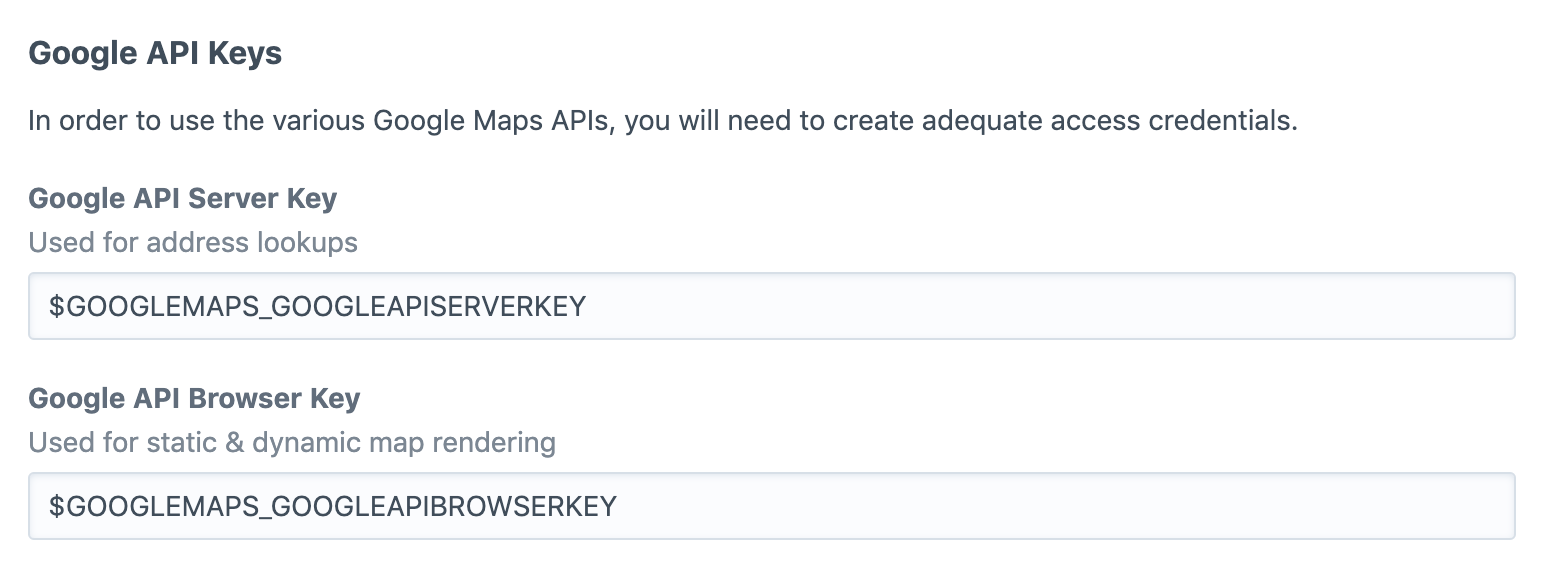 Google API Keys
In order to use the various Google Maps APIs, you will need to create adequate access credentials.
Google API Server Key
Used for address lookups
$GOOGLEMAPS_GOOGLEAPISERVERKEY
Google API Browser Key
Used for static & dynamic map rendering
$GOOGLEMAPS_GOOGLEAPIBROWSERKEY